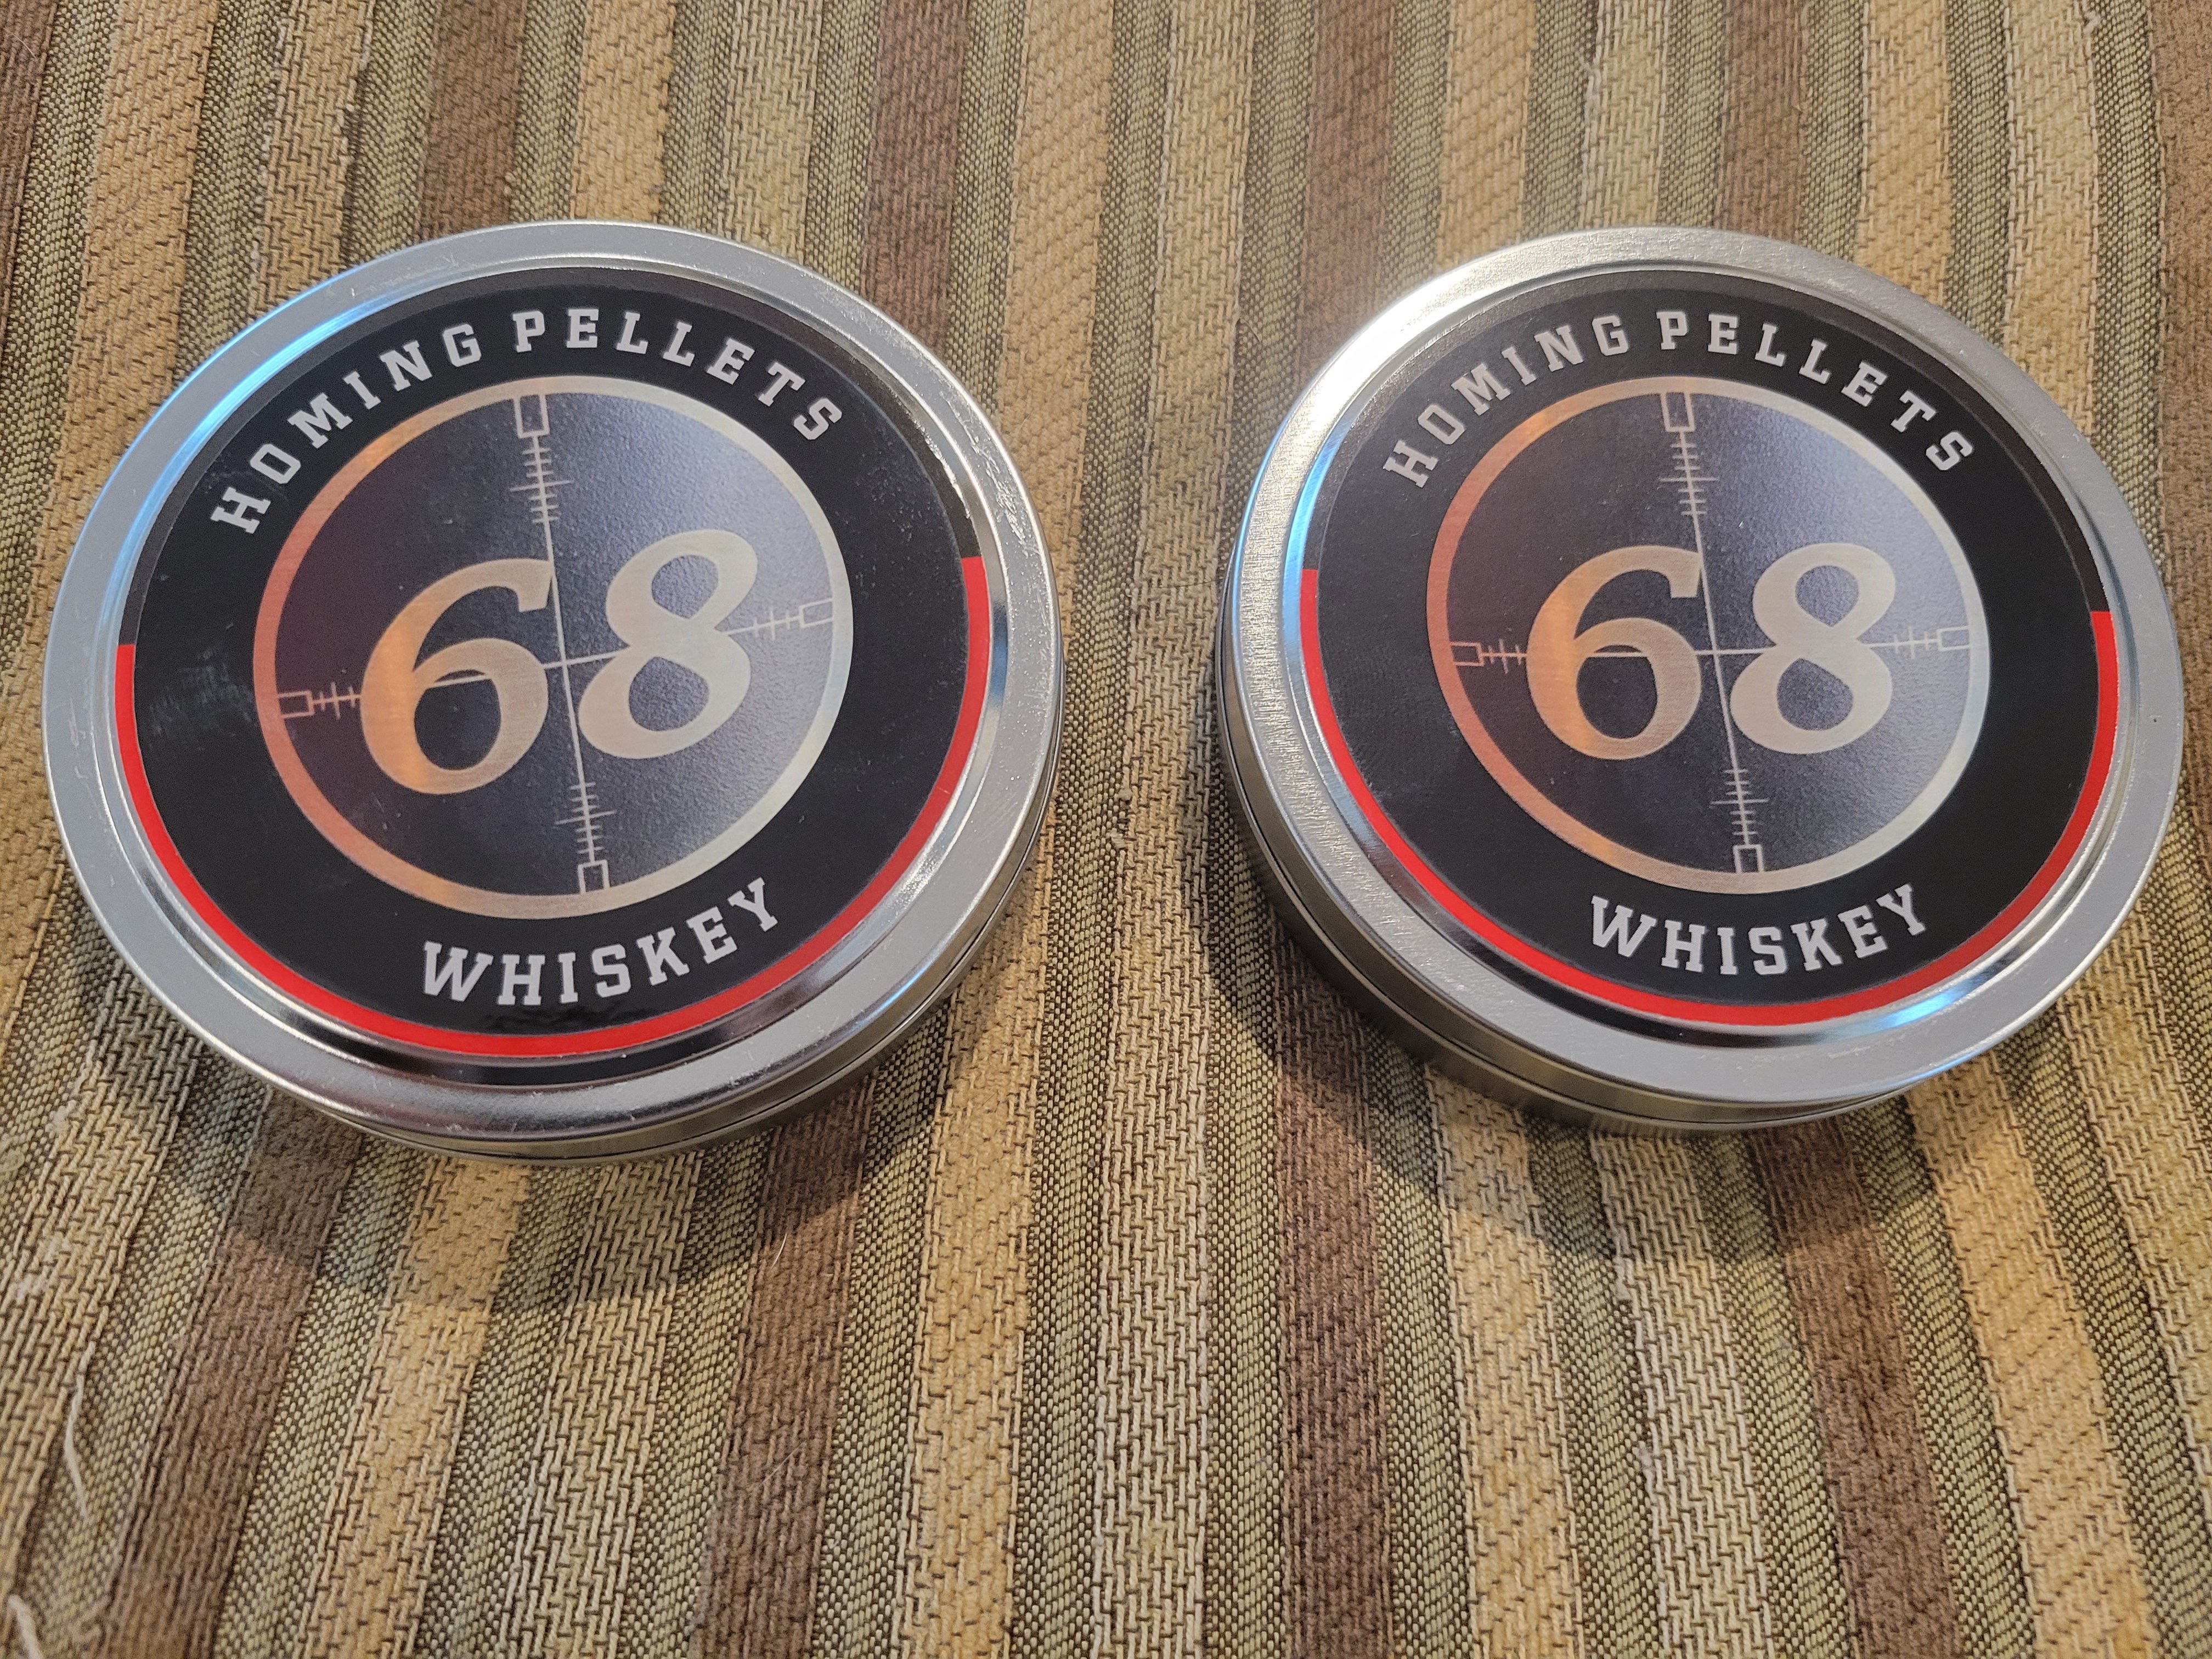 HOMING PELLETS
68
WHISKEY
HOMING PELLETS
68
WHISKEY